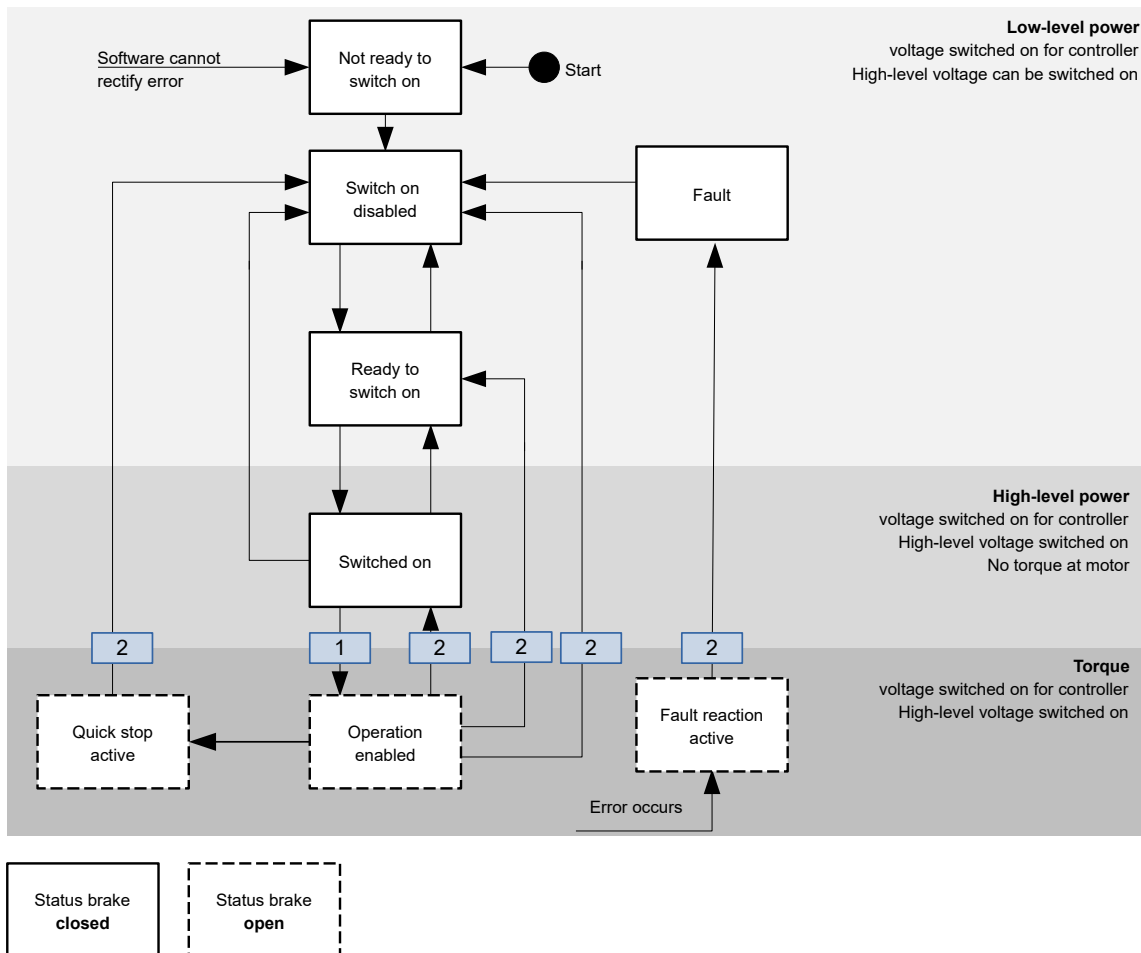 Low-level power
voltage switched on for controller
High-level voltage can be switched on
Software cannot
rectify error
Not ready to
switch on
Start
Switch on
disabled
Fault
Ready to
switch on
High-level power
voltage switched on for controller
High-level voltage switched on
No torque at motor
Switched on
2
1
2
2
2
2
Torque
voltage switched on for controller
High-level voltage switched on
Quick stop
active
Operation
enabled
Fault reaction
active
Error occurs
Status brake
closed
Status brake
open